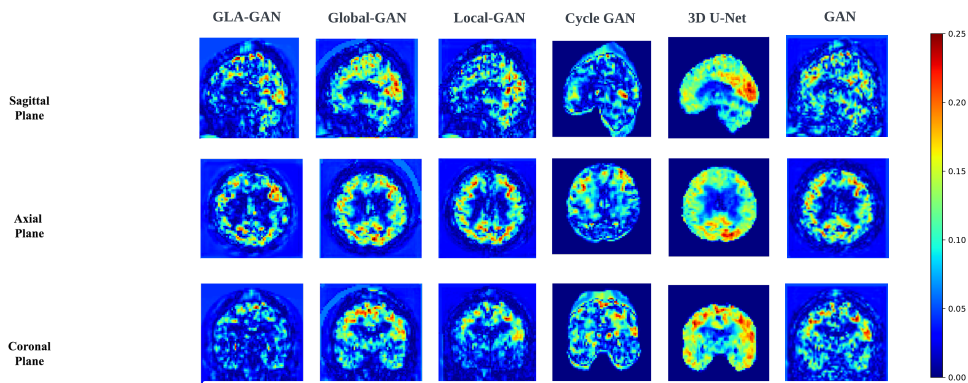 GLA-GAN Global-GAN Local-GAN Cycle GAN 3D U-Net GAN
Sagittal
Plane
Axial
Plane
Coronal
Plane
0.25
0.20
0.15
0.10
0.05
0.00